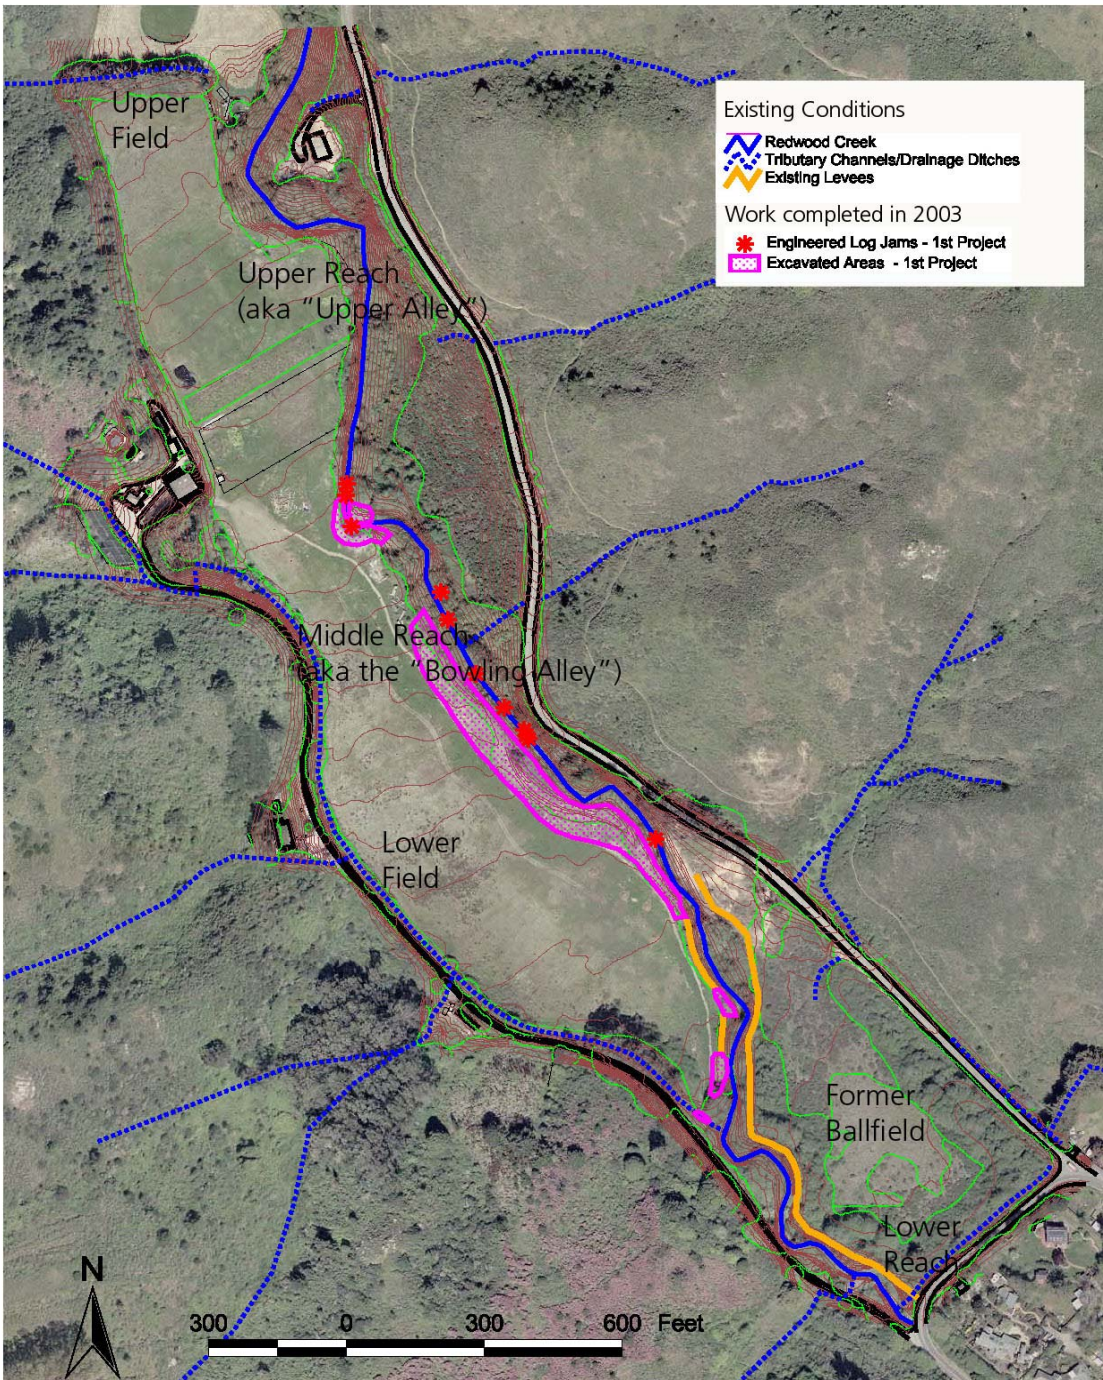 Upper
Field
Existing Conditions
Redwood Creek
Tributary Channels/Drainage Ditches
Existing Levees
Work completed in 2003
Engineered Log Jams - 1st Project
Excavated Areas - 1st Project
Upper Reach
(aka “Upper Alley”)
Middle Reach
(aka the “Bowling Alley”)
Lower
Field
Former
Ballfield
Lower
Reach
N
300 0 300 600 Feet